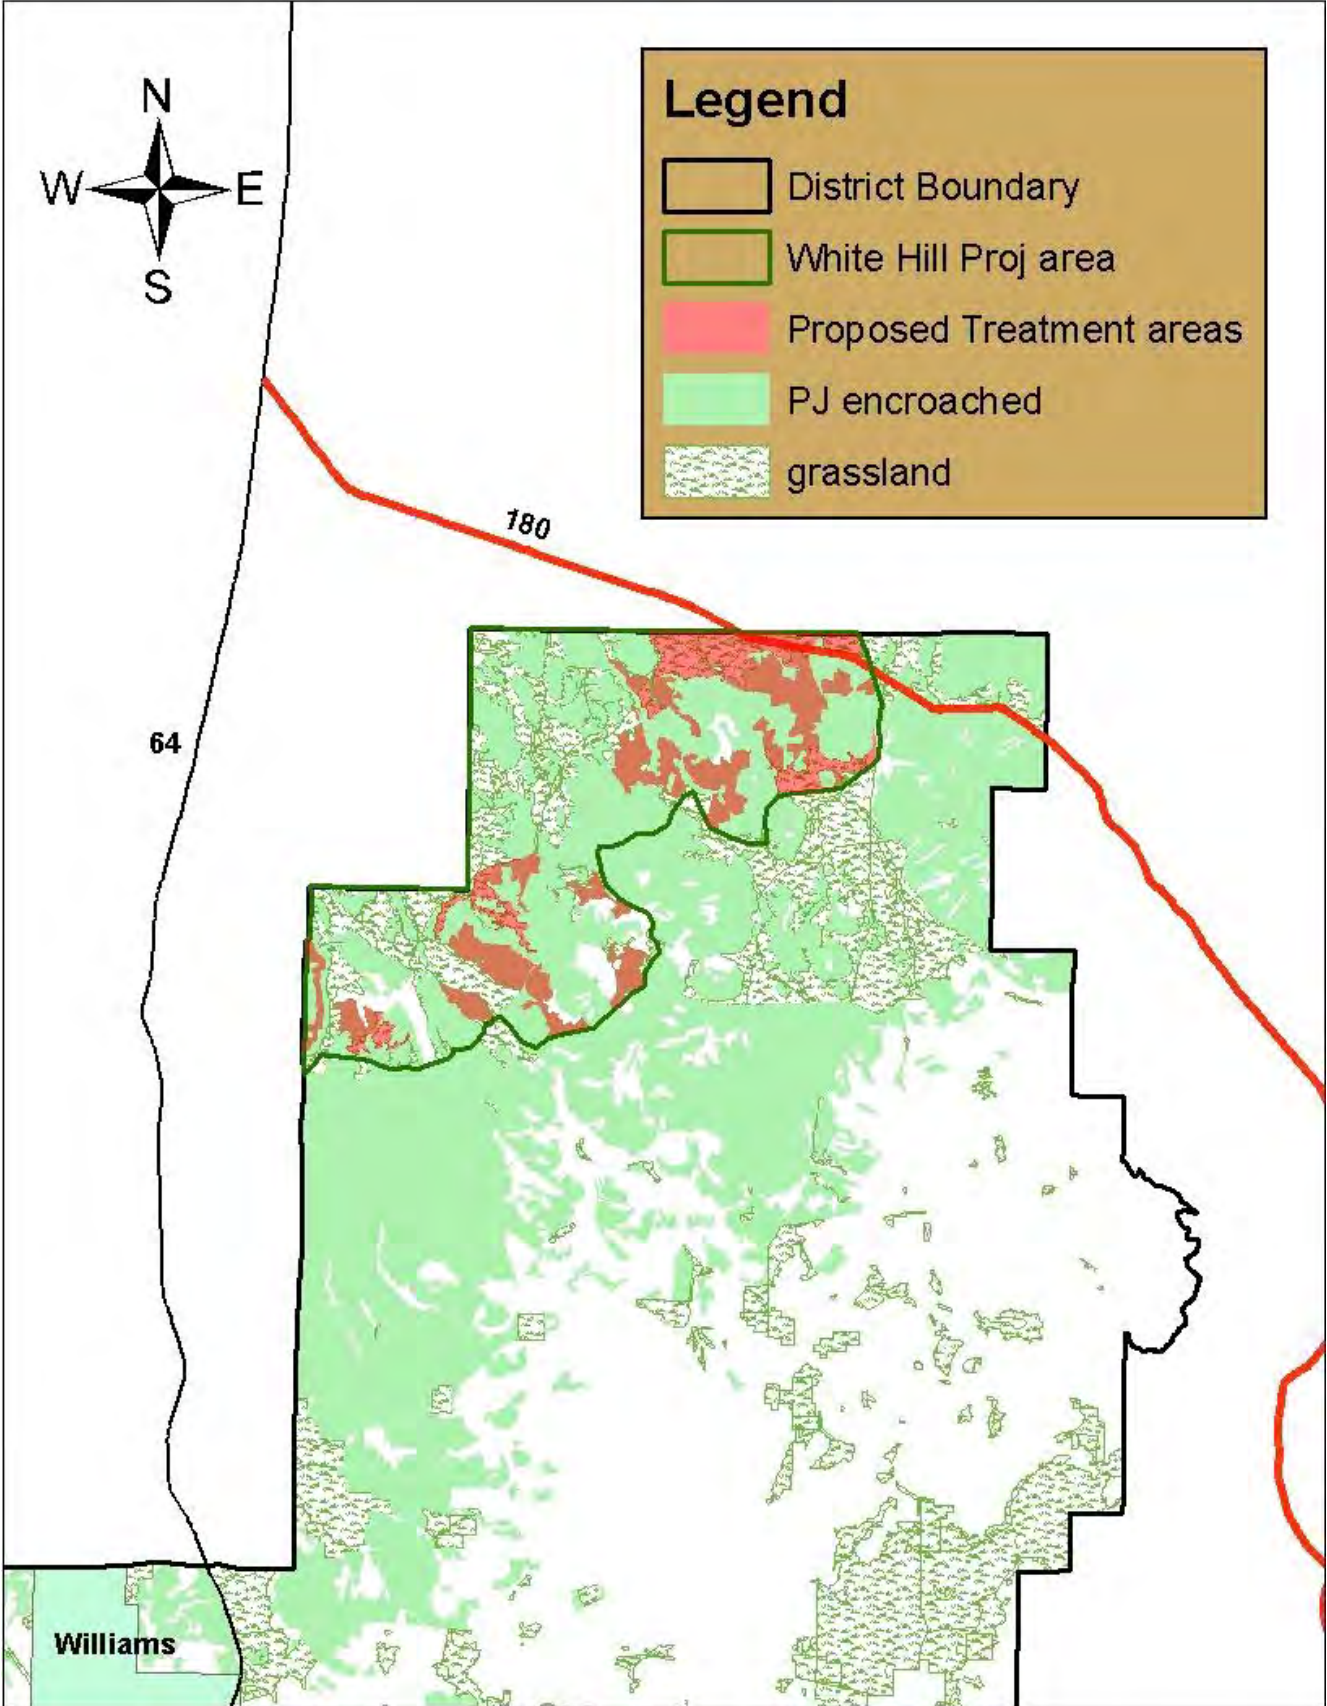 N
W E
S
Legend
District Boundary
White Hill Proj area
Proposed Treatment areas
PJ encroached
grassland
180
64
Williams